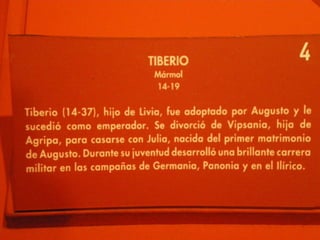 4
TIBERIO
Mármol
14-19
Tiberio (14-37), hijo de Livia, fue adoptado por Augusto y le
sucedió como emperador. Se divorció de Vipsania, hija de
Agripa, para casarse con Julia, nacida del primer matrimonio
de Augusto. Durante su juventud desarrolló una brillante carrera
militar en las campañas de Germania, Panonia y en el Ilírico.